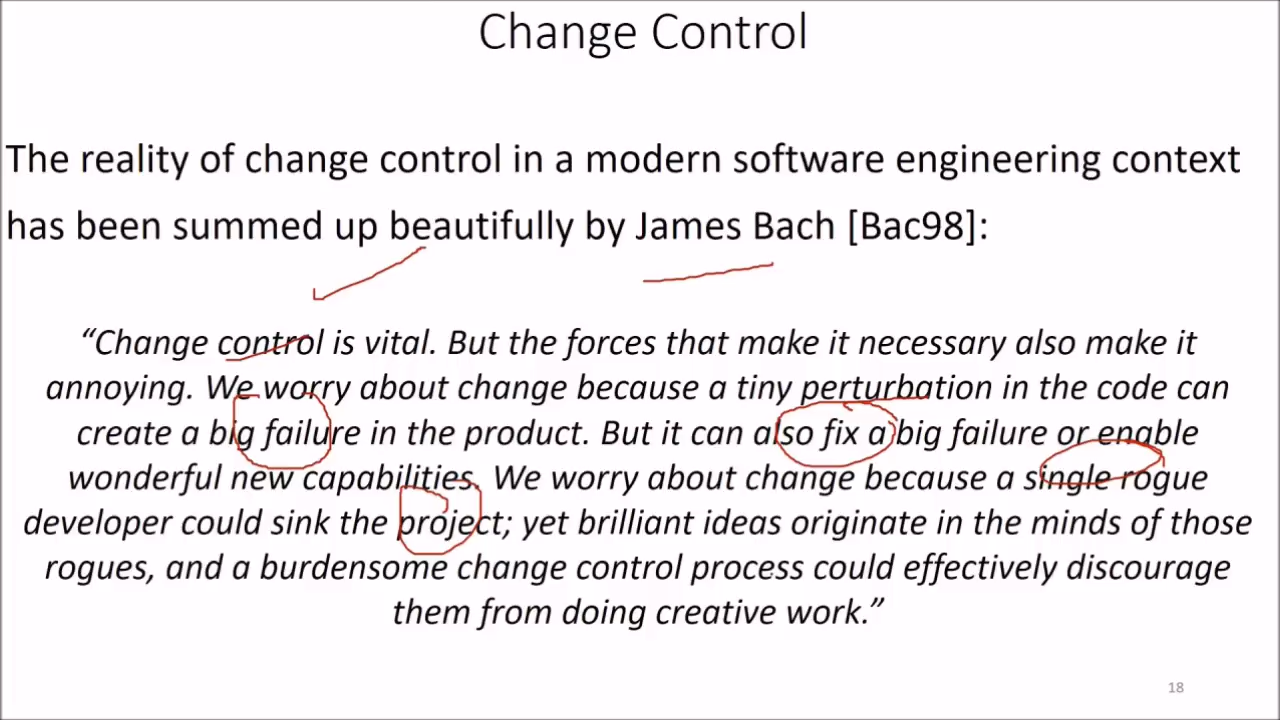 Change Control
The reality of change control in a modern software engineering context
has been summed up beautifully by James Bach [Bac98]:
“Change control is vital. But the forces that make it necessary also make it
annoying. We worry about change because a tiny perturbation in the code can
create a big failure in the product. But it can also fix a big failure or enable
wonderful new capabilities. We worry about change because a single rogue
developer could sink the project; yet brilliant ideas originate in the minds of those
rogues, and a burdensome change control process could effectively discourage
them from doing creative work.”
18